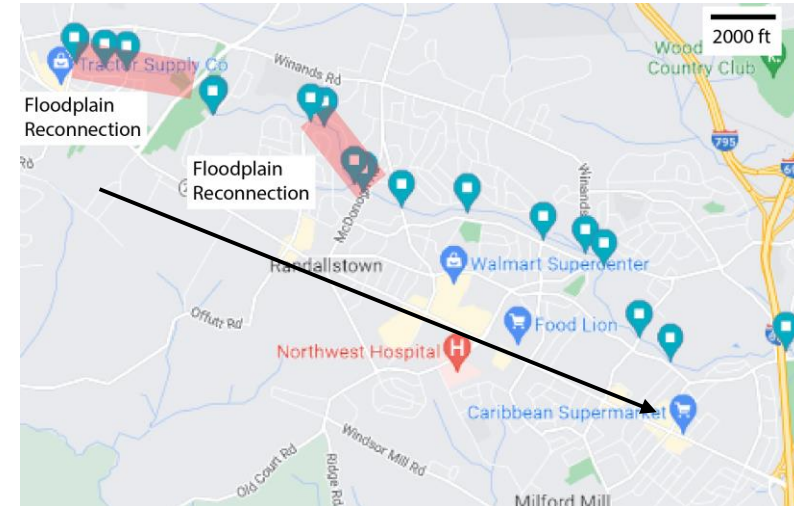 2000 ft
Wood
Country Club
Tractor Supply Co
Winands Rd
Floodplain
Reconnection
795
Floodplain
Reconnection
McDonog
Winands
Randallstown
Walmart Supercenter
Offutt Rd
Food Lion
Northwest Hospital
H
Caribbean Supermarket
Windsor Mill Rd
Old Court Rd
Ridge Rd
Milford Mill